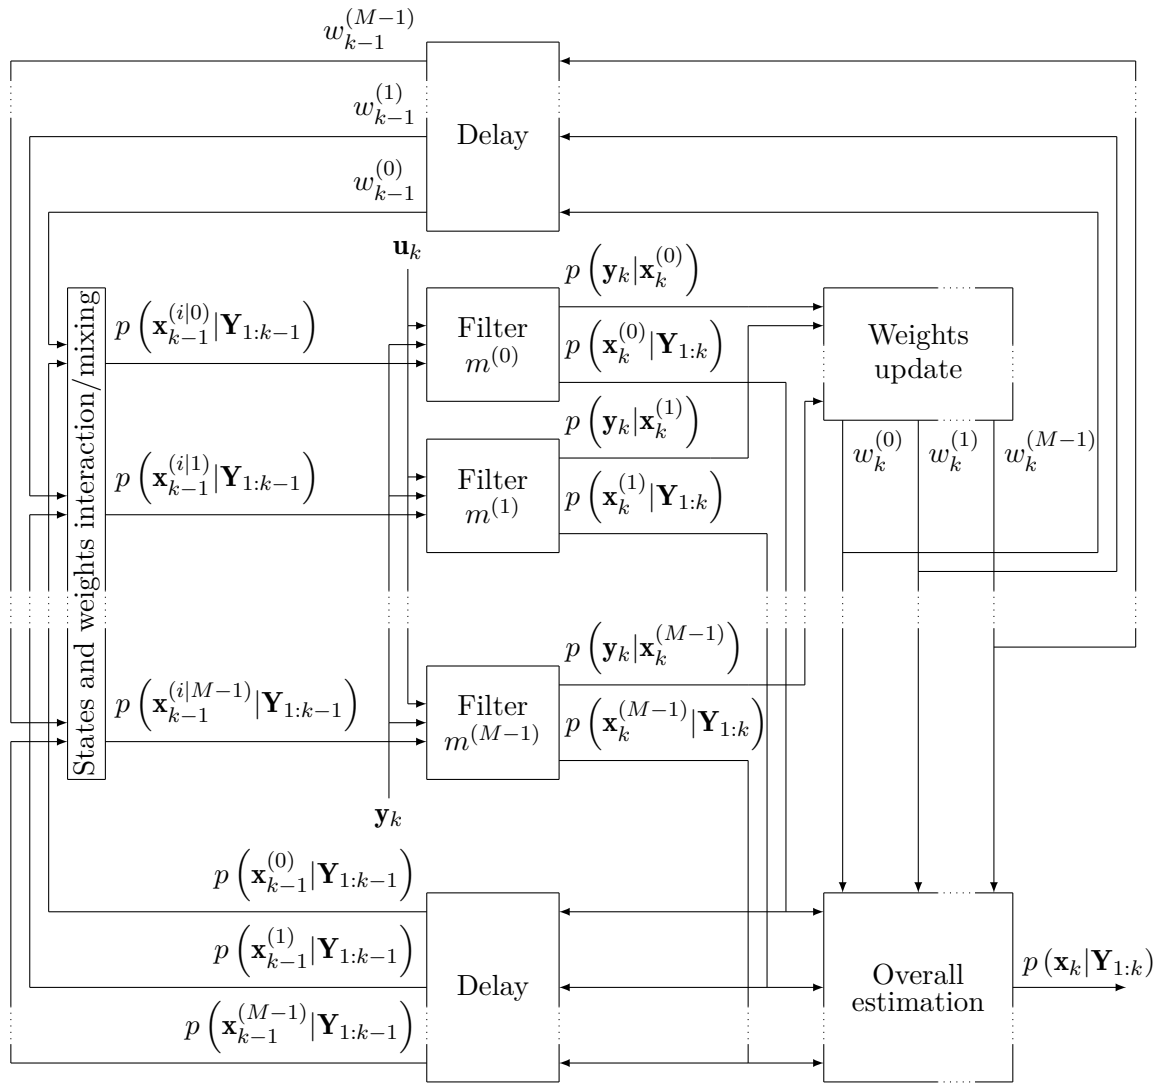 w_{k-1}^{(M-1)}
w_{k-1}^{(1)}
Delay
w_{k-1}^{(0)}
u_k
p(y_k|x_k^{(0)})
States and weights interaction/mixing
p(x_{k-1}^{(i|0)}|Y_{1:k-1})
Filter
m^{(0)}
p(x_k^{(0)}|Y_{1:k})
Weights
update
p(y_k|x_k^{(1)})
w_k^{(0)}
w_k^{(1)}
w_k^{(M-1)}
p(x_{k-1}^{(i|1)}|Y_{1:k-1})
Filter
m^{(1)}
p(x_k^{(1)}|Y_{1:k})
p(y_k|x_k^{(M-1)})
p(x_{k-1}^{(i|M-1)}|Y_{1:k-1})
Filter
m^{(M-1)}
p(x_k^{(M-1)}|Y_{1:k})
y_k
p(x_{k-1}^{(0)}|Y_{1:k-1})
p(x_{k-1}^{(1)}|Y_{1:k-1})
Delay
Overall
estimation
p(x_k|Y_{1:k})
p(x_{k-1}^{(M-1)}|Y_{1:k-1})